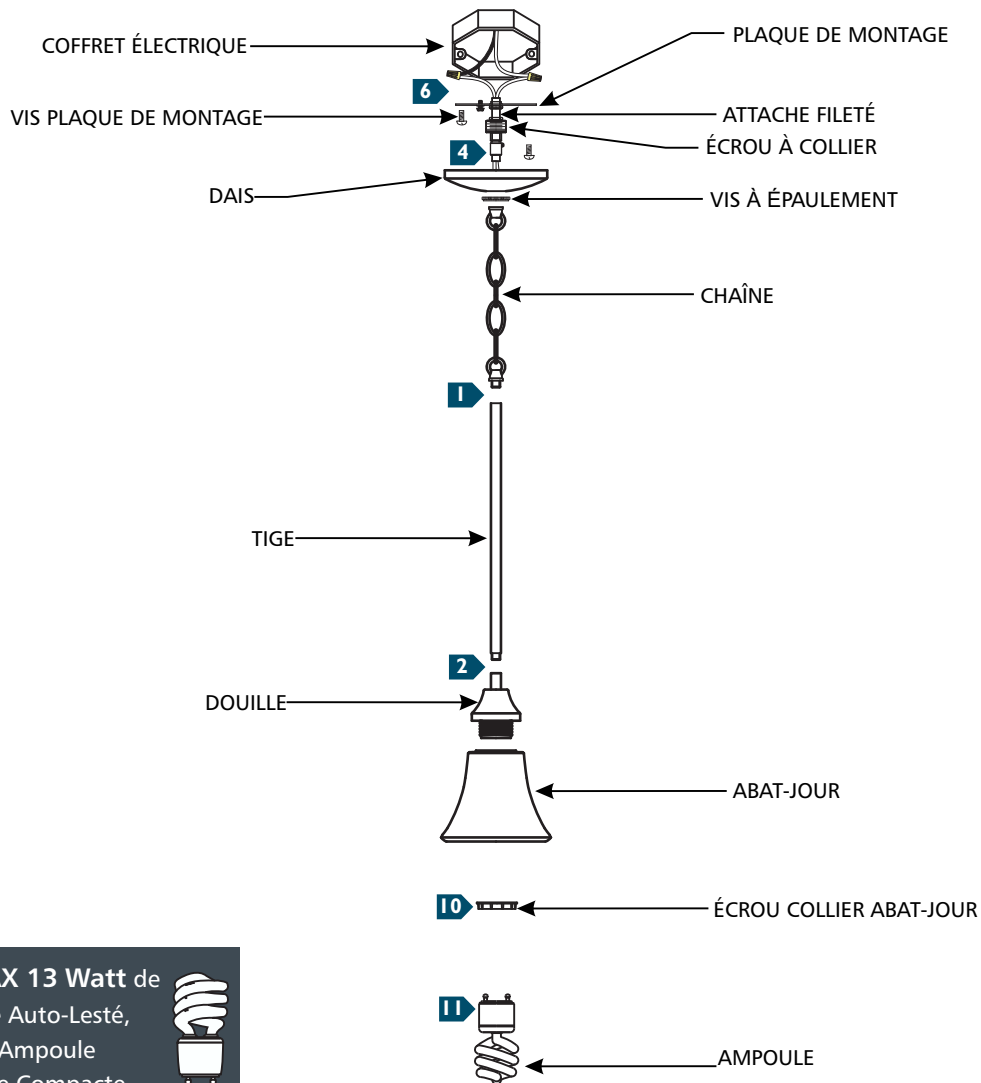 COFFRET ÉLECTRIQUE
PLAQUE DE MONTAGE
6
VIS PLAQUE DE MONTAGE
ATTACHE FILETÉ
ÉCROU À COLLIER
4
DAIS
VIS À ÉPAULEMENT
CHAÎNE
1
TIGE
2
DOUILLE
ABAT-JOUR
10
ÉCROU COLLIER ABAT-JOUR
13 Watt de
Auto-Lesté,
Ampoule
Compacte
11
AMPOULE